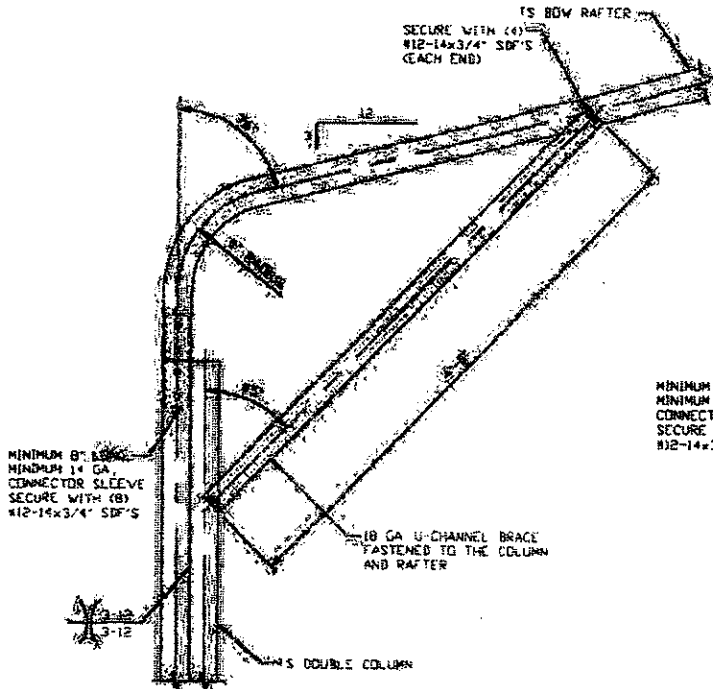 TS BOW RAFTER
SECURE WITH (4)
#12-14x3/4" SDF'S
(EACH END)
12
MINIMUM 8"
MINIMUM 14 GA,
CONNECTOR SLEEVE
SECURE WITH (8)
#12-14x3/4" SDF'S
MINIMUM
MINIMUM
CONNECT
SECURE
#12-14x3
18 GA U-CHANNEL BRACE
FASTENED TO THE COLUMN
AND RAFTER
3-12
3-12
TS DOUBLE COLUMN